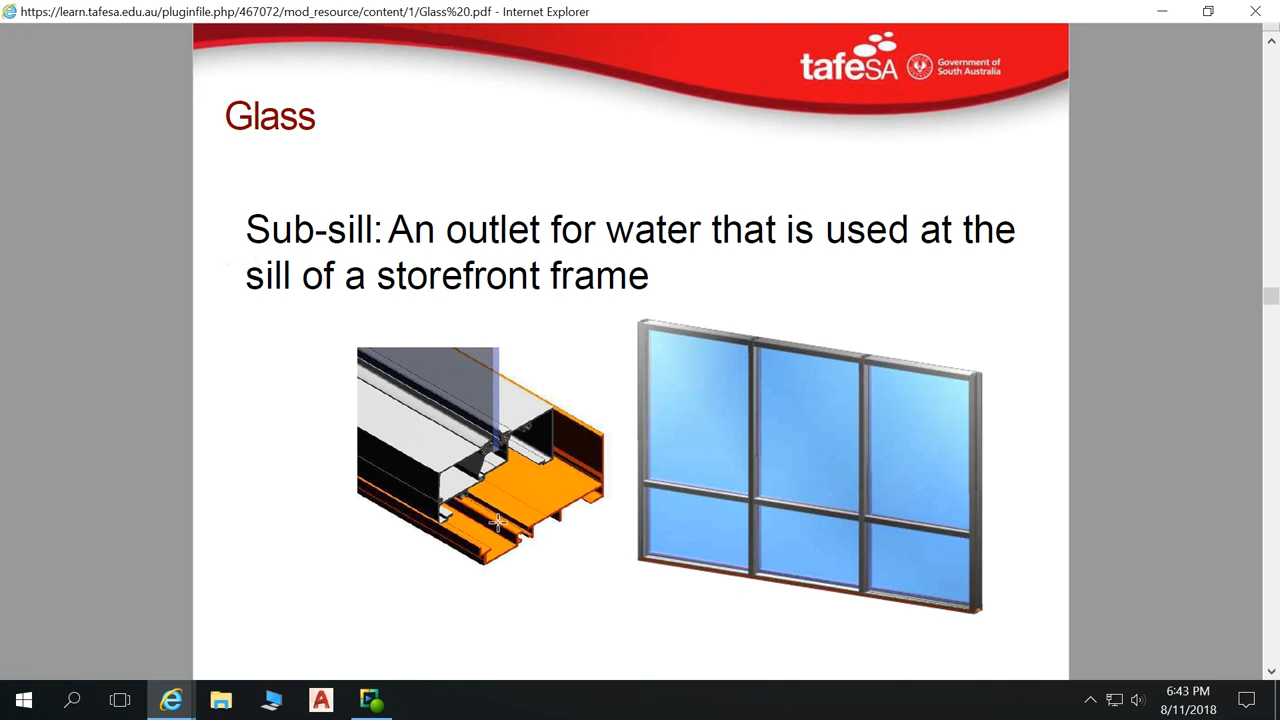 https://learn.tafesa.edu.au/pluginfile.php/467072/mod_resource/content/1/Glass%20.pdf - Internet Explorer
tafeSA
Government of
South Australia
Glass
Sub-sill: An outlet for water that is used at the
sill of a storefront frame
6:43 PM
8/11/2018